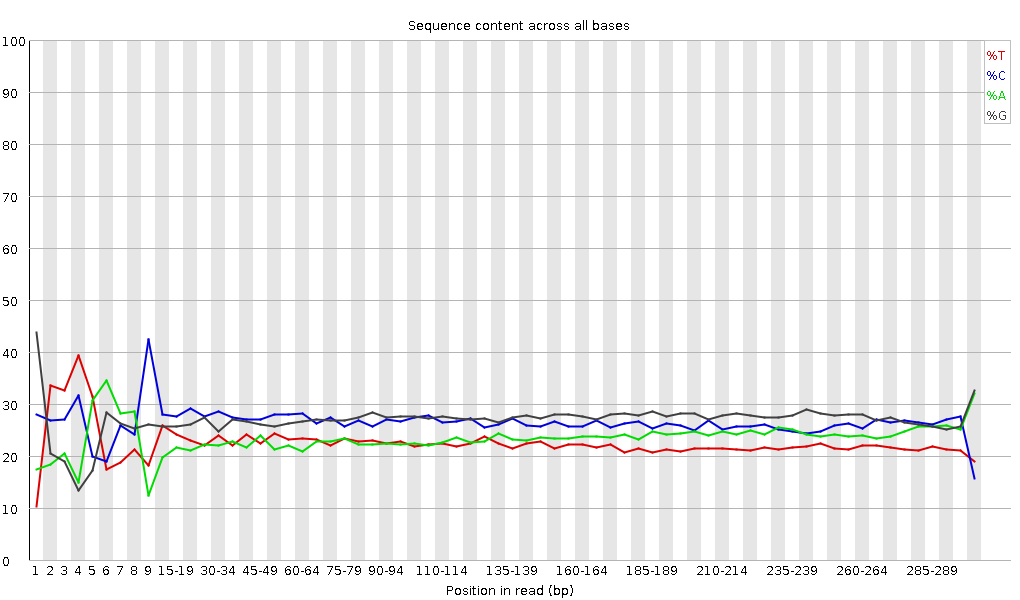 Sequence content across all bases
100
90
80
70
60
50
40
30
20
10
0
%T
%C
%A
%G
1 2 3 4 5 6 7 8 9 15-19 30-34 45-49 60-64 75-79 90-94 110-114 135-139 160-164 185-189 210-214 235-239 260-264 285-289
Position in read (bp)